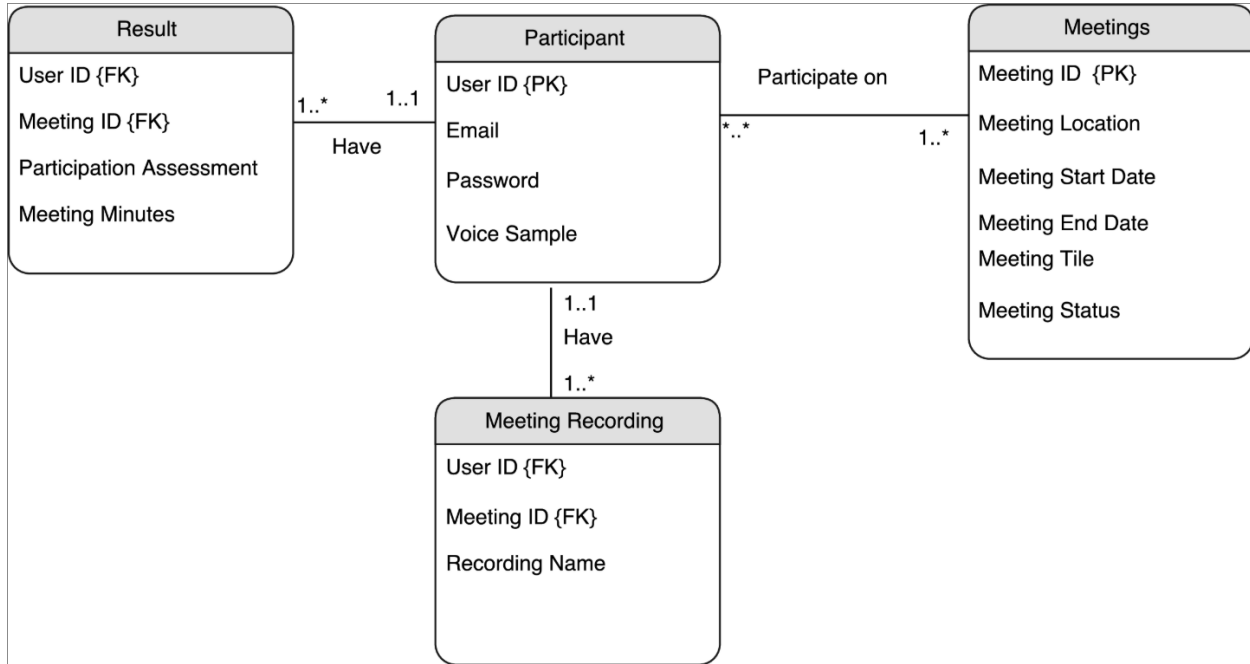 Result
User ID {FK}
Meeting ID {FK}
Participation Assessment
Meeting Minutes
1..*
1..1
Have
Participant
User ID {PK}
Email
Password
Voice Sample
Participate on
*..*
1..*
Meetings
Meeting ID {PK}
Meeting Location
Meeting Start Date
Meeting End Date
Meeting Tile
Meeting Status
1..1
Have
1..*
Meeting Recording
User ID {FK}
Meeting ID {FK}
Recording Name